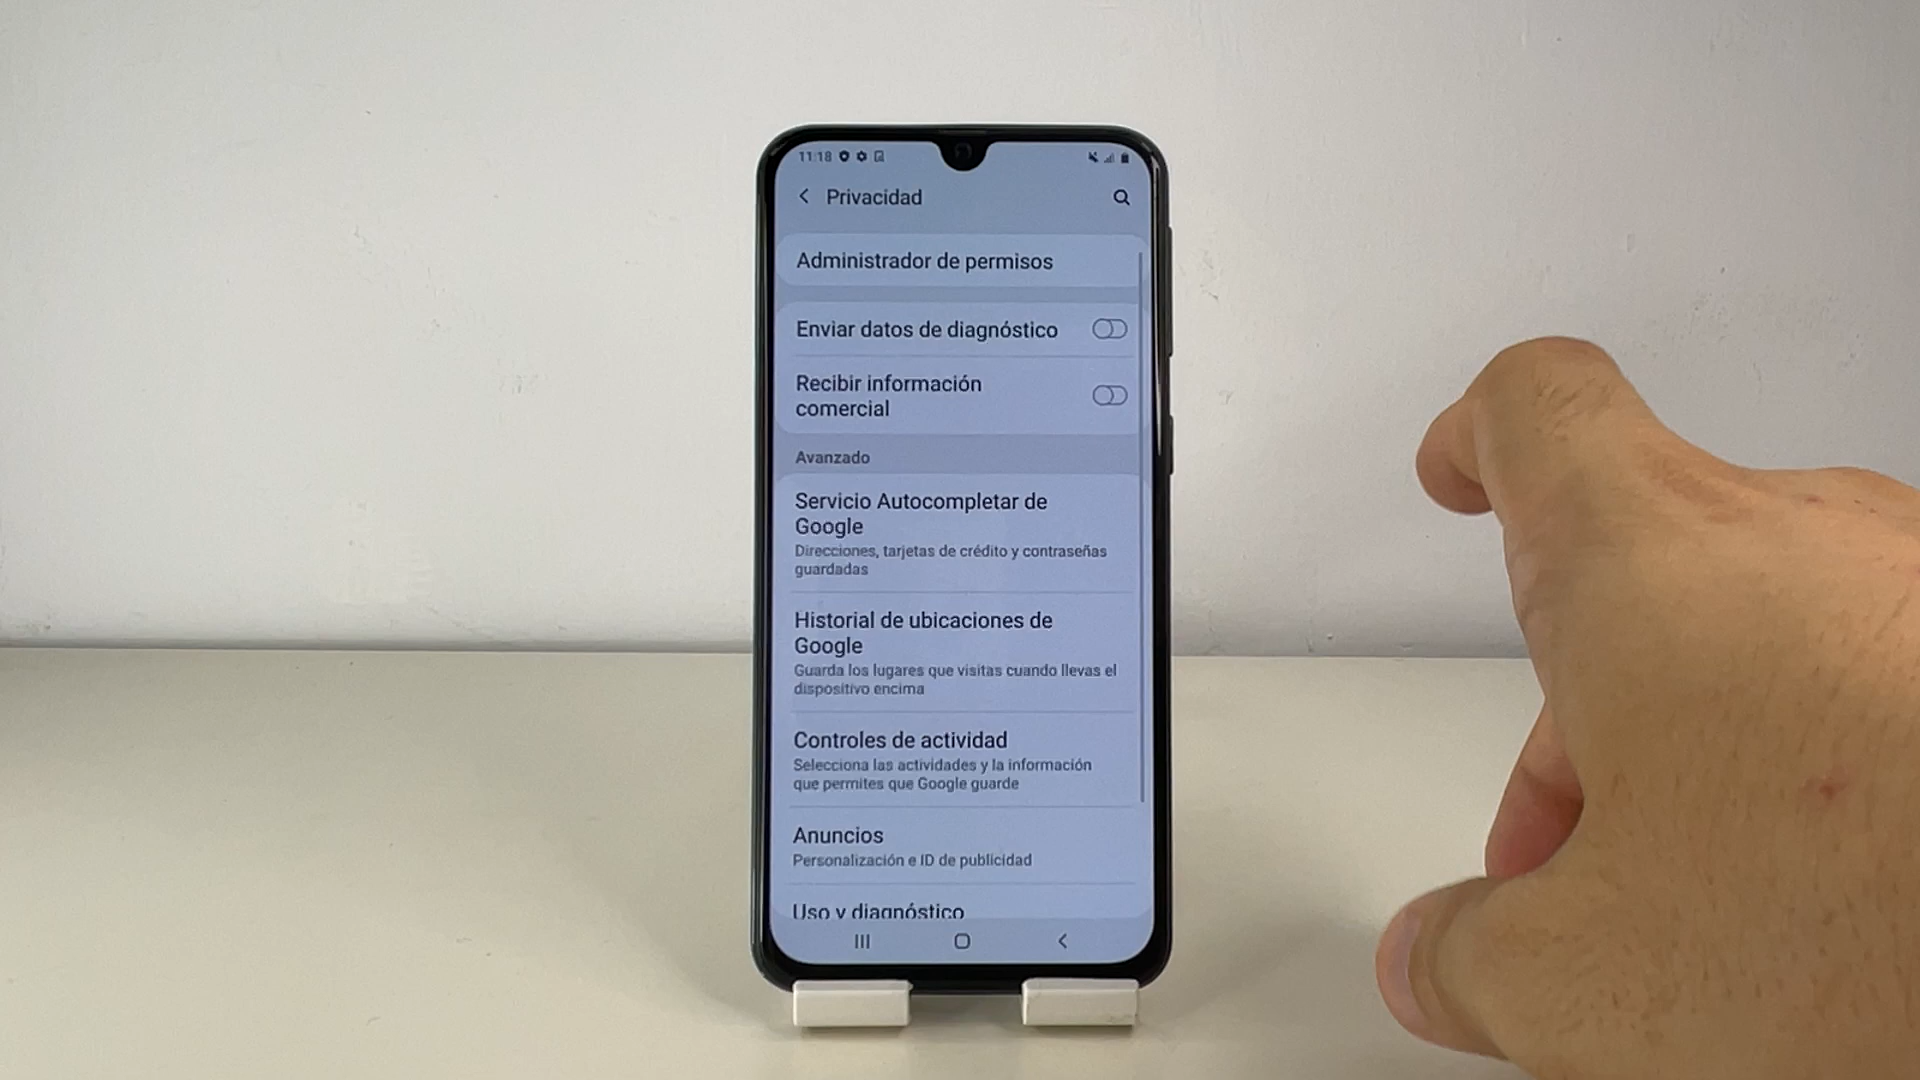 11:18
Privacidad
Administrador de permisos
Enviar datos de diagnóstico
Recibir información
comercial
Avanzado
Servicio Autocompletar de
Google
Direcciones, tarjetas de crédito y contraseñas
guardadas
Historial de ubicaciones de
Google
Guarda los lugares que visitas cuando llevas el
dispositivo encima
Controles de actividad
Selecciona las actividades y la información
que permites que Google guarde
Anuncios
Personalización e ID de publicidad
Uso y diagnóstico